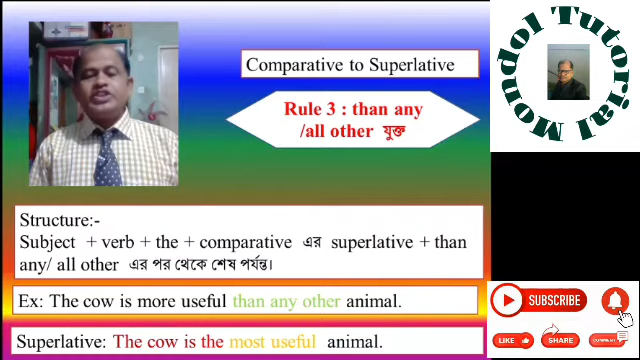 Comparative to Superlative
Rule 3 : than any
/all other যুক্ত
Mondol Tutorial
Structure:-
Subject + verb + the + comparative এর superlative + than
any/ all other এর পর থেকে শেষ পর্যন্ত।
Ex: The cow is more useful than any other animal.
Superlative: The cow is the most useful animal.
SUBSCRIBE
LIKE
SHARE
COMMENT